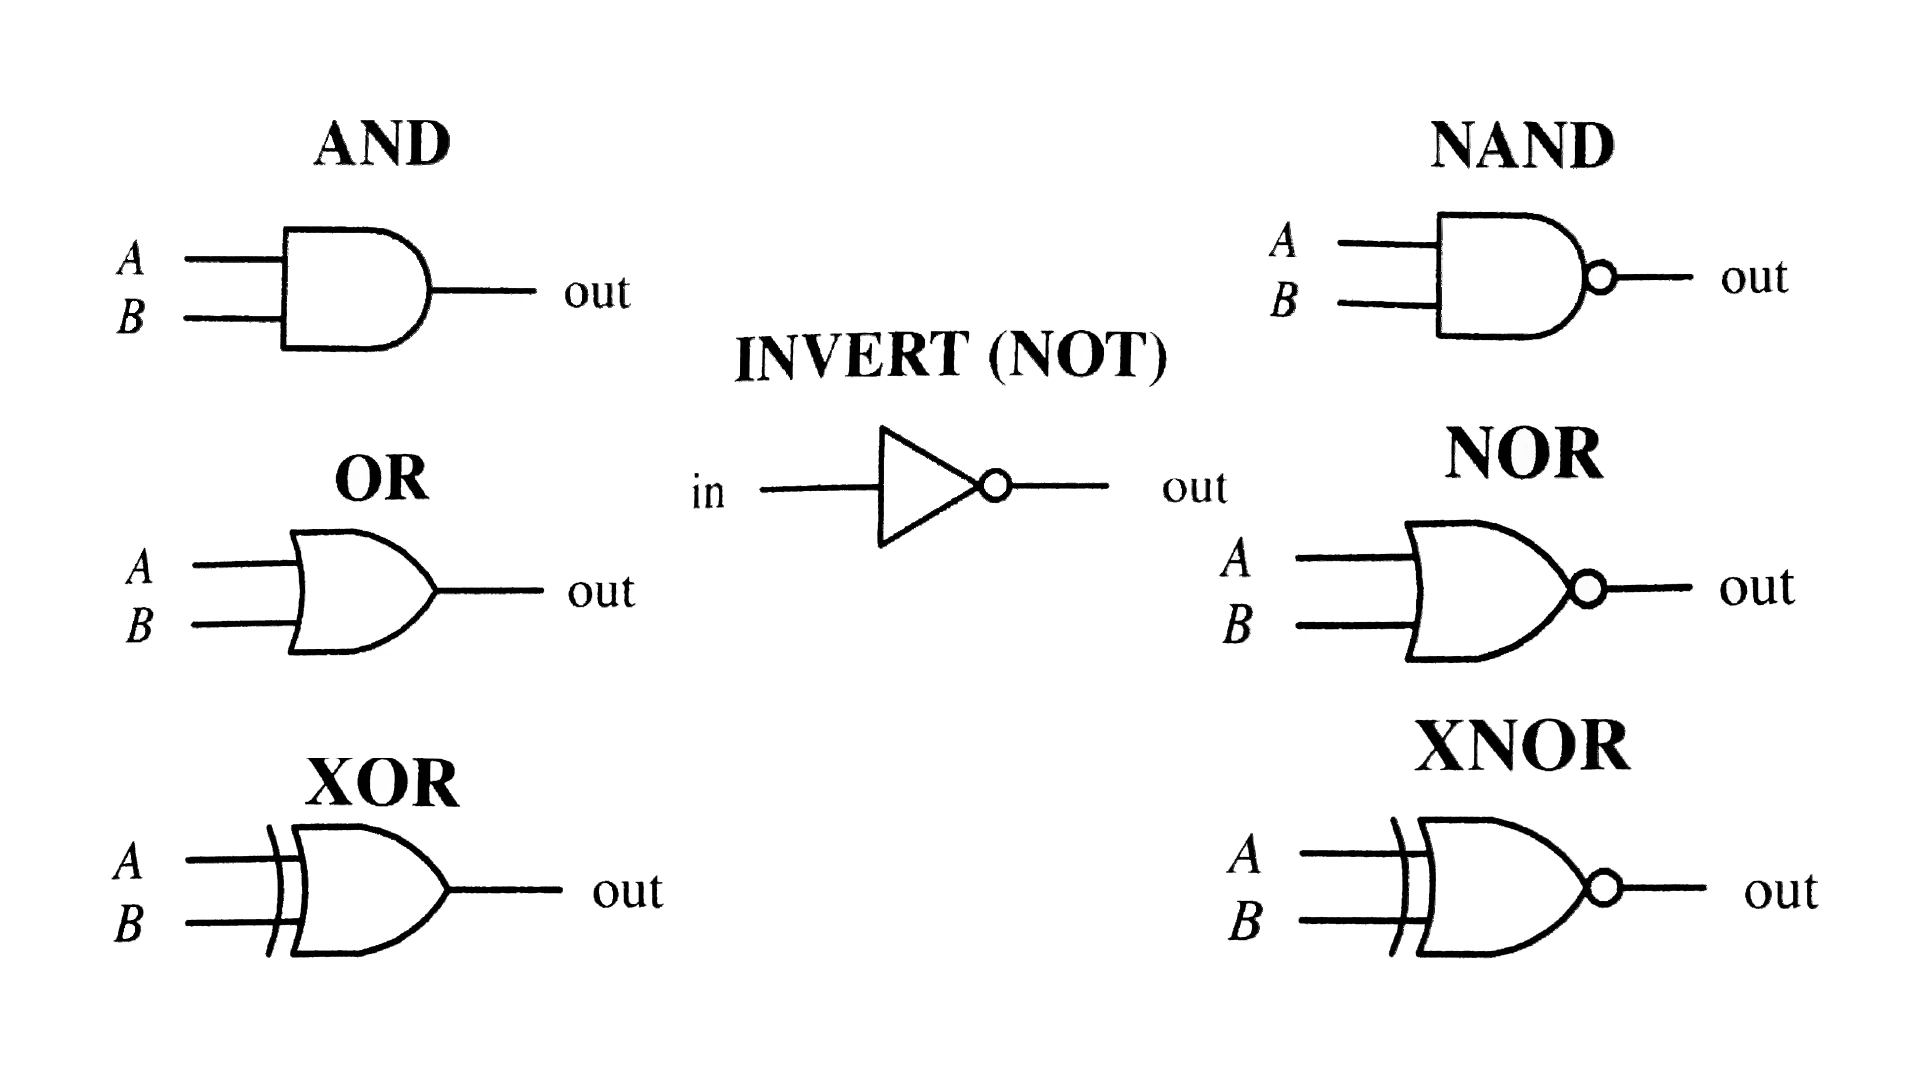 AND
A
B
out
OR
A
B
out
XOR
A
B
out
INVERT (NOT)
in
out
NAND
A
B
out
NOR
A
B
out
XNOR
A
B
out